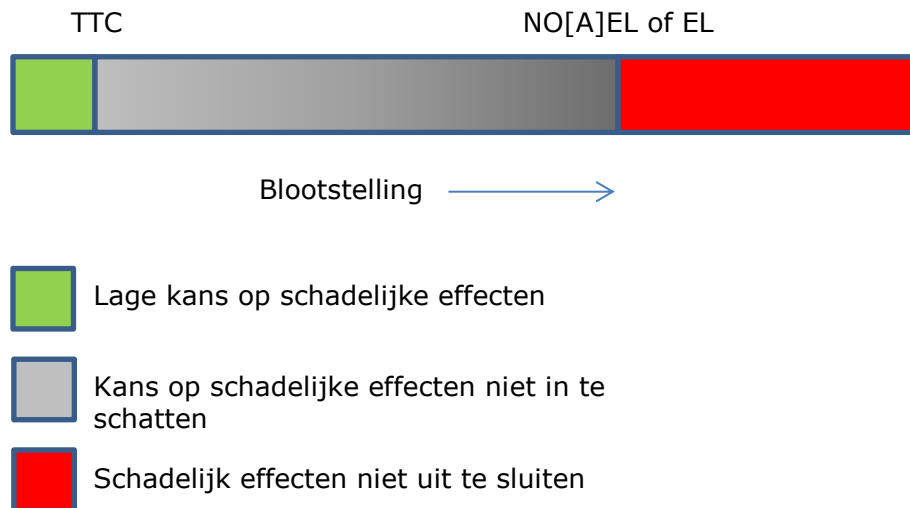 TTC
NO[A]EL of EL
Blootstelling
Lage kans op schadelijke effecten
Kans op schadelijke effecten niet in te
schatten
Schadelijk effecten niet uit te sluiten